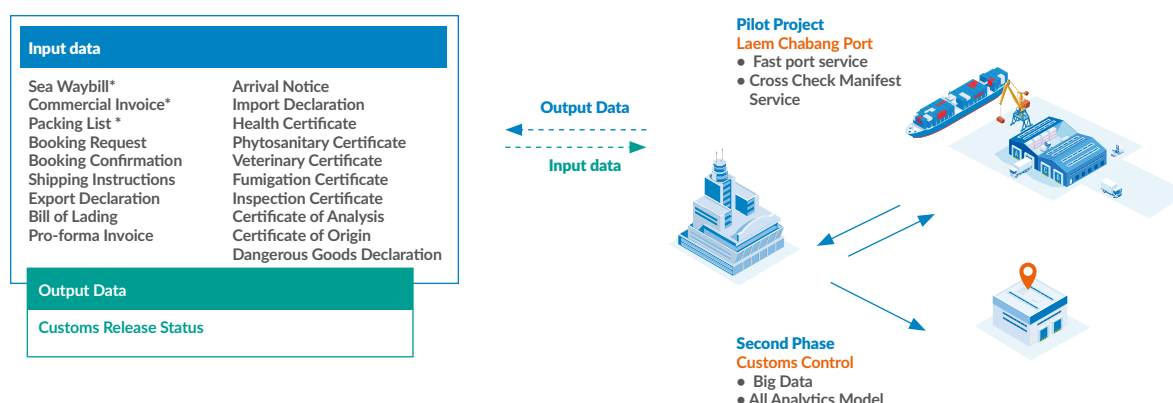 Input data
Sea Waybill*
Commercial Invoice*
Packing List *
Booking Request
Booking Confirmation
Shipping Instructions
Export Declaration
Bill of Lading
Pro-forma Invoice
Arrival Notice
Import Declaration
Health Certificate
Phytosanitary Certificate
Veterinary Certificate
Fumigation Certificate
Inspection Certificate
Certificate of Analysis
Certificate of Origin
Dangerous Goods Declaration
Output Data
Customs Release Status
Output Data
Input data
Pilot Project
Laem Chabang Port
● Fast port service
● Cross Check Manifest
Service
Second Phase
Customs Control
● Big Data
● All Analytics Model